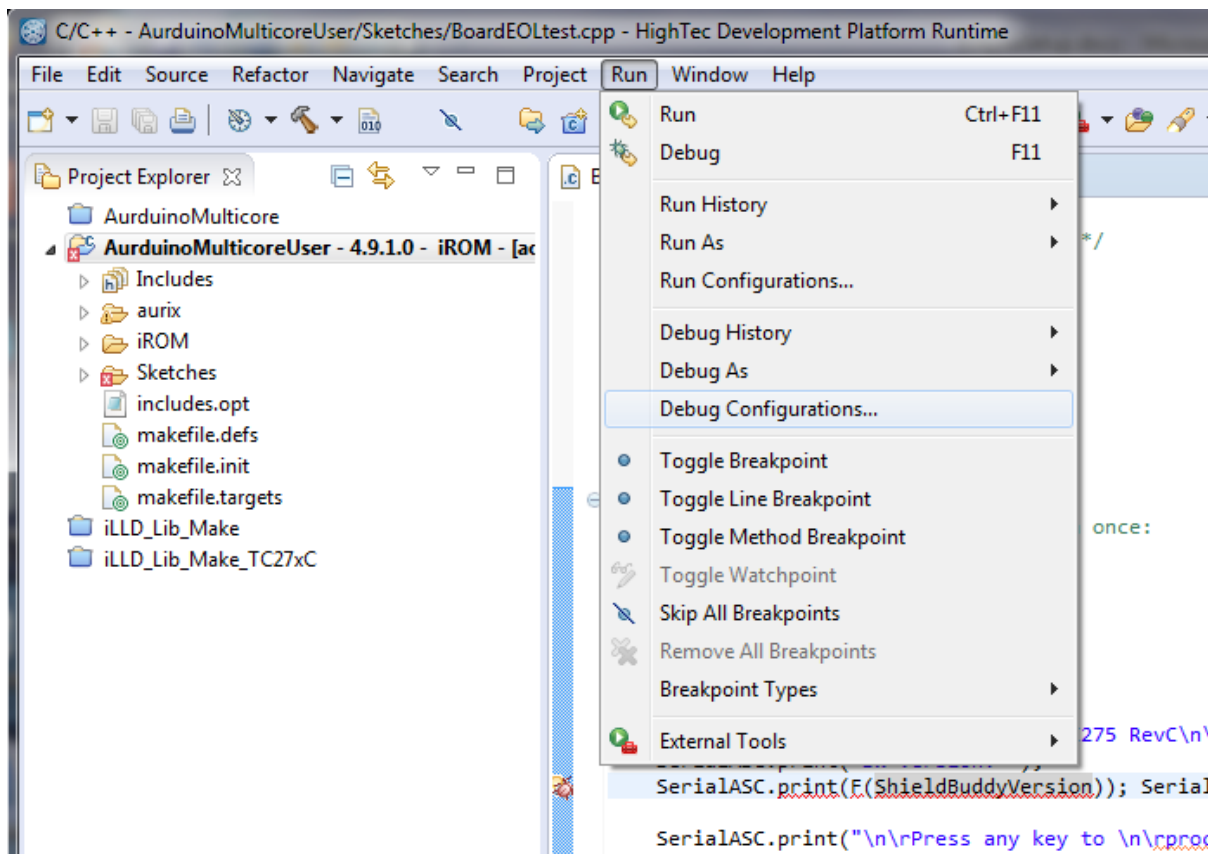 C/C++ - AurduinoMulticoreUser/Sketches/BoardEOLtest.cpp - HighTec Development Platform Runtime
File Edit Source Refactor Navigate Search Project Run Window Help
010
Run Ctrl+F11
Debug F11
Run History
Run As
Run Configurations...
Debug History
Debug As
Debug Configurations...
Toggle Breakpoint
Toggle Line Breakpoint
Toggle Method Breakpoint
Toggle Watchpoint
Skip All Breakpoints
Remove All Breakpoints
Breakpoint Types
External Tools
Project Explorer
AurduinoMulticore
AurduinoMulticoreUser - 4.9.1.0 - iROM - [ac
Includes
aurix
iROM
Sketches
includes.opt
makefile.defs
makefile.init
makefile.targets
iLLD_Lib_Make
iLLD_Lib_Make_TC27xC
.c E
*/
once:
275 RevC\n\
SerialASC.print(F(ShieldBuddyVersion)); Serial
SerialASC.print("\n\rPress any key to \n\rproc